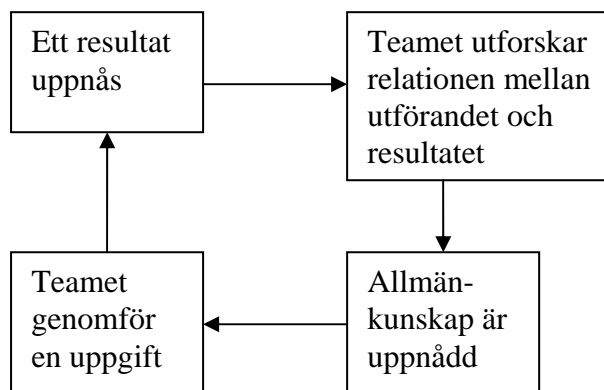 Ett resultat
uppnås
Teamet utforskar
relationen mellan
utförandet och
resultatet
Teamet
genomför
en uppgift
Allmän-
kunskap är
uppnådd